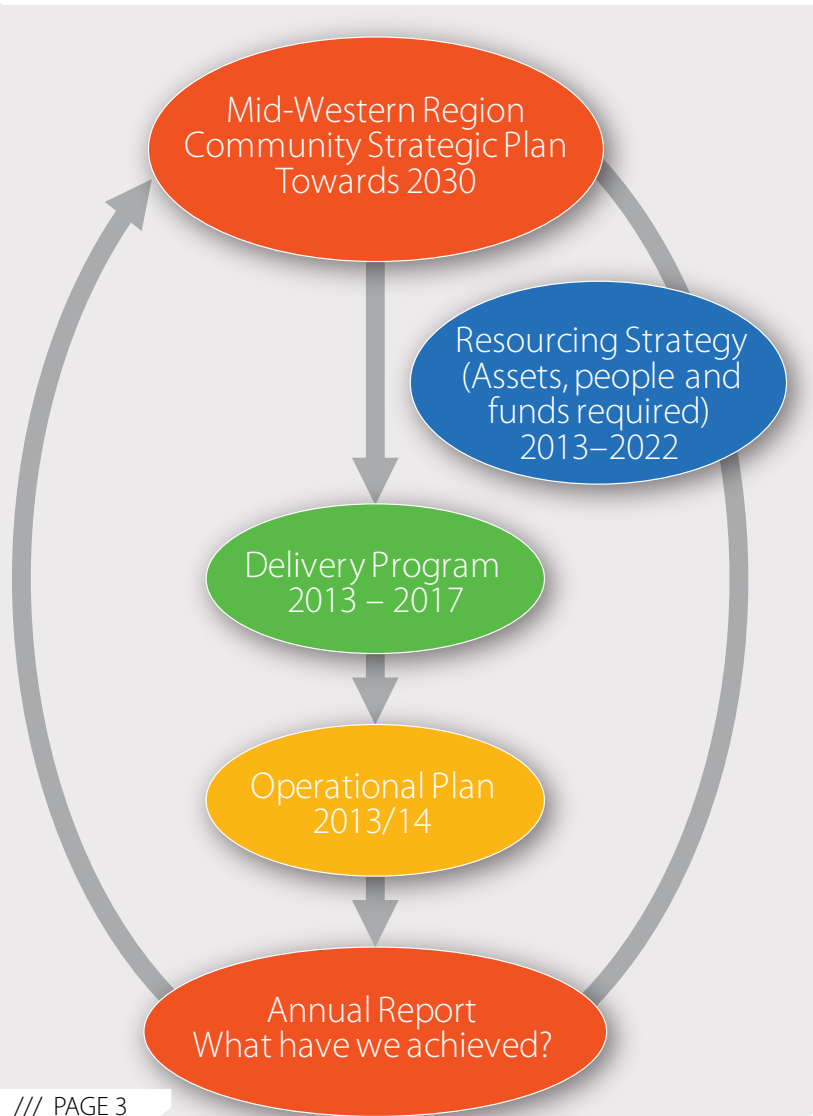 Mid-Western Region
Community Strategic Plan
Towards 2030
Resourcing Strategy
(Assets, people and
funds required)
2013–2022
Delivery Program
2013 – 2017
Operational Plan
2013/14
Annual Report
What have we achieved?
/// PAGE 3